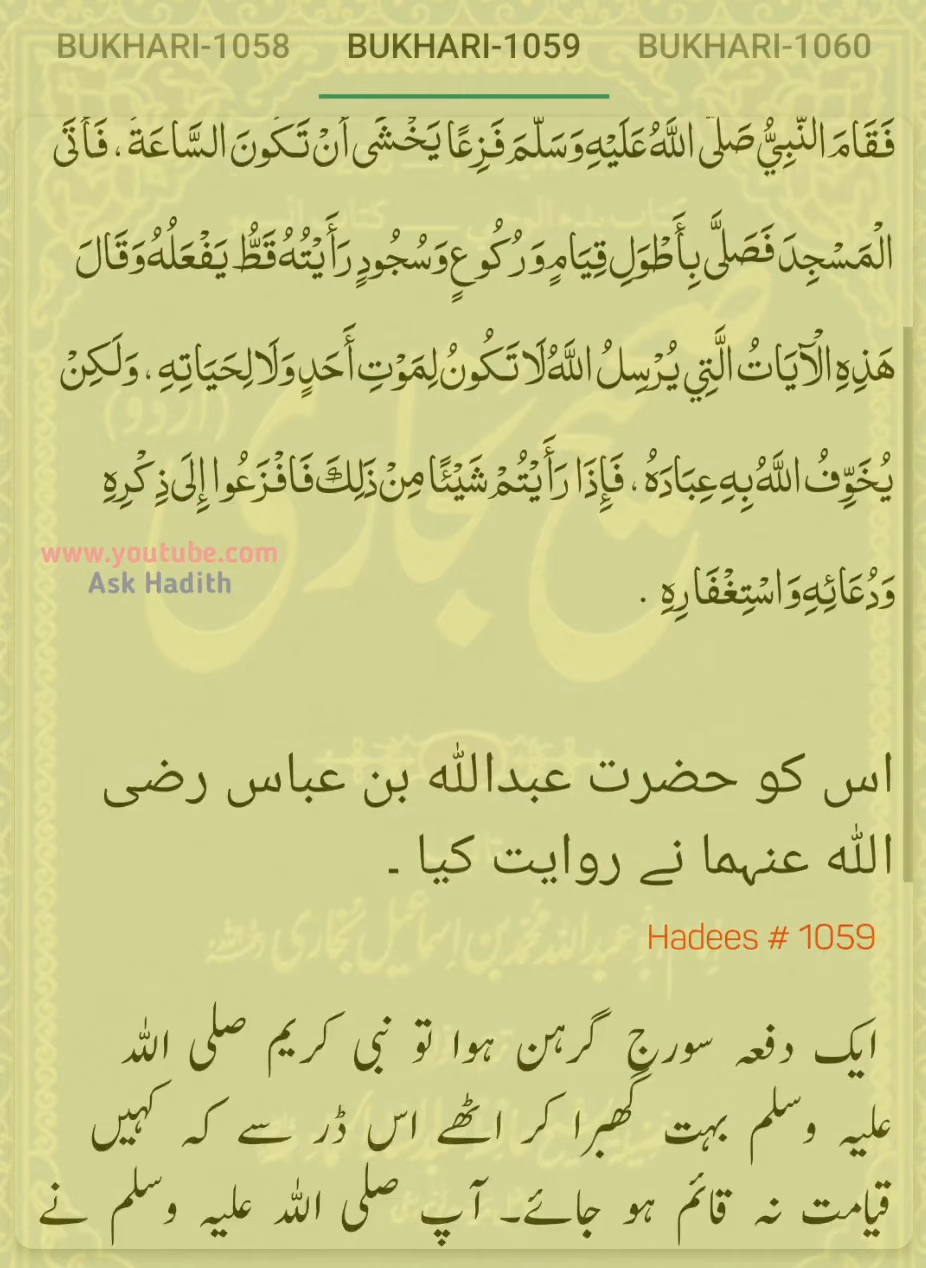 BUKHARI-1058 BUKHARI-1059 BUKHARI-1060
فَقَامَ النَّبِيُّ صَلَّى اللَّهُ عَلَيْهِ وَسَلَّمَ فَزِعًا يَخْشَى أَنْ تَكُونَ السَّاعَةُ ، فَأَتَى
الْمَسْجِدَ فَصَلَّى بِأَطْوَلِ قِيَامٍ وَرُكُوعٍ وَسُجُودٍ رَأَيْتُهُ قَطُّ يَفْعَلُهُ وَقَالَ
هَذِهِ الْآيَاتُ الَّتِي يُرْسِلُ اللَّهُ لَا تَكُونُ لِمَوْتِ أَحَدٍ وَلَا لِحَيَاتِهِ ، وَلَكِنْ
يُخَوِّفُ اللَّهُ بِهِ عِبَادَهُ ، فَإِذَا رَأَيْتُمْ شَيْئًا مِنْ ذَلِكَ فَافْزَعُوا إِلَى ذِكْرِهِ
www.youtube.com
Ask Hadith
وَدُعَائِهِ وَاسْتِغْفَارِهِ .
اس کو حضرت عبداللہ بن عباس رضی
اللہ عنہما نے روایت کیا ۔
Hadees # 1059
ایک دفعہ سورج گرہن ہوا تو نبی کریم صلی اللہ
علیہ وسلم بہت گھبرا کر اٹھے اس ڈر سے کہ کہیں
قیامت نہ قائم ہو جائے۔ آپ صلی اللہ علیہ وسلم نے